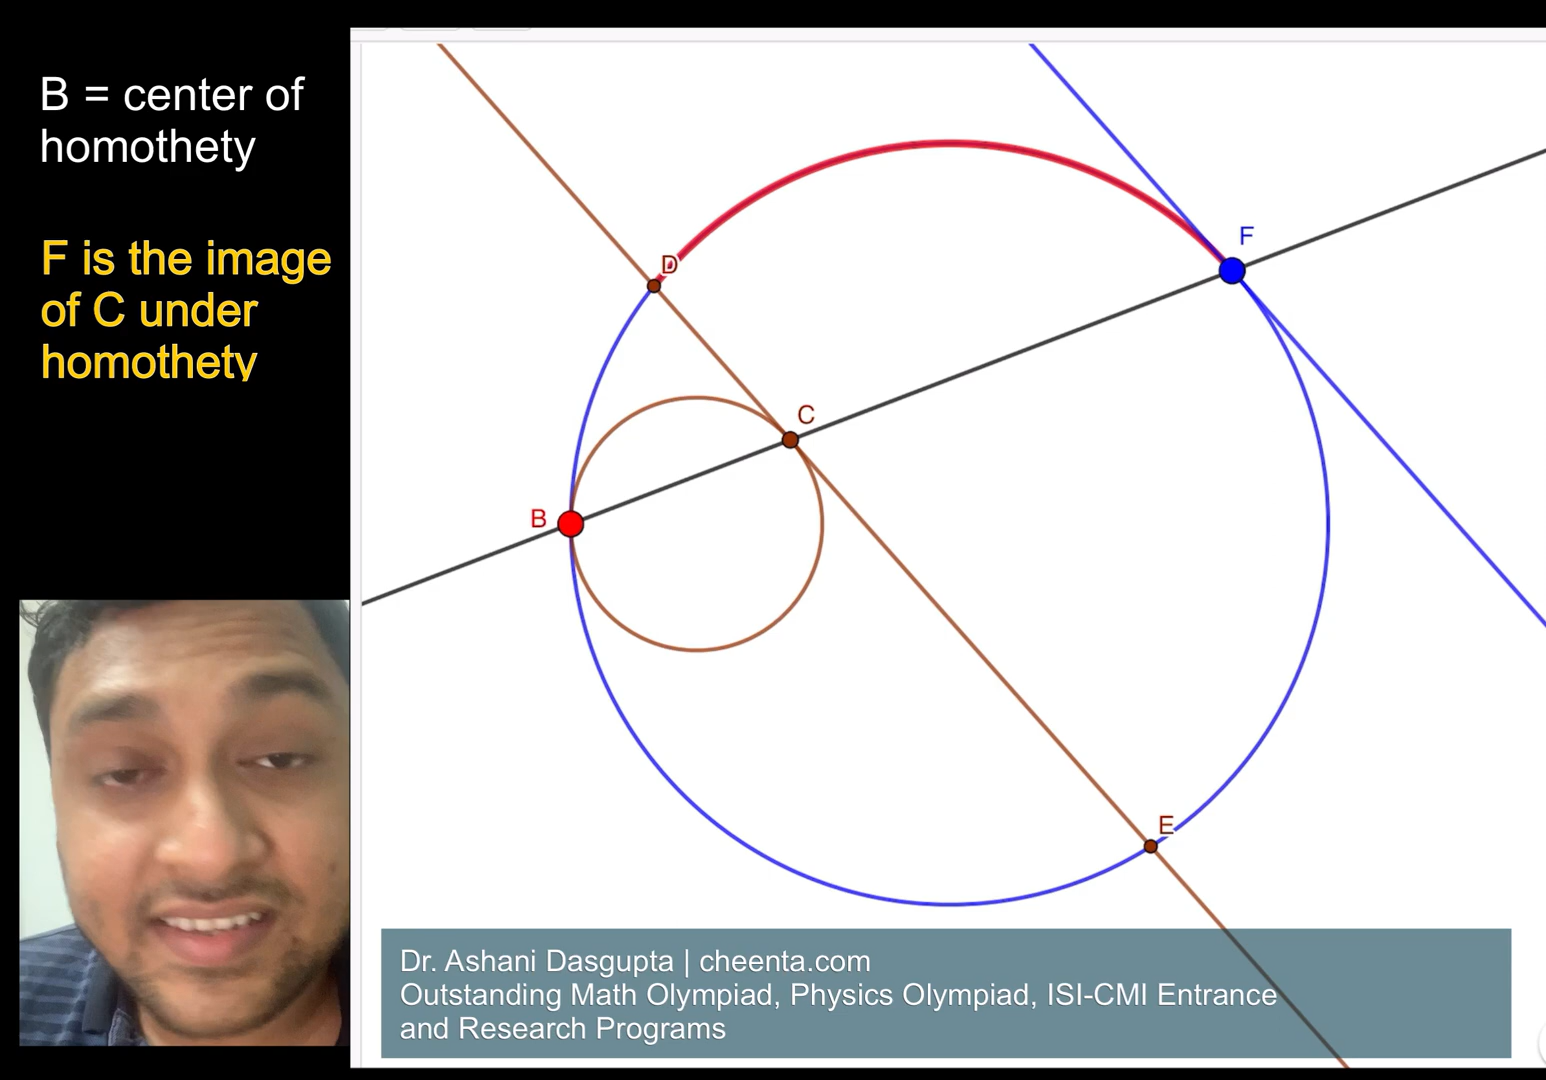 B = center of
homothety
F is the image
of C under
homothety
D
F
C
B
E
Dr. Ashani Dasgupta | cheenta.com
Outstanding Math Olympiad, Physics Olympiad, ISI-CMI Entrance
and Research Programs